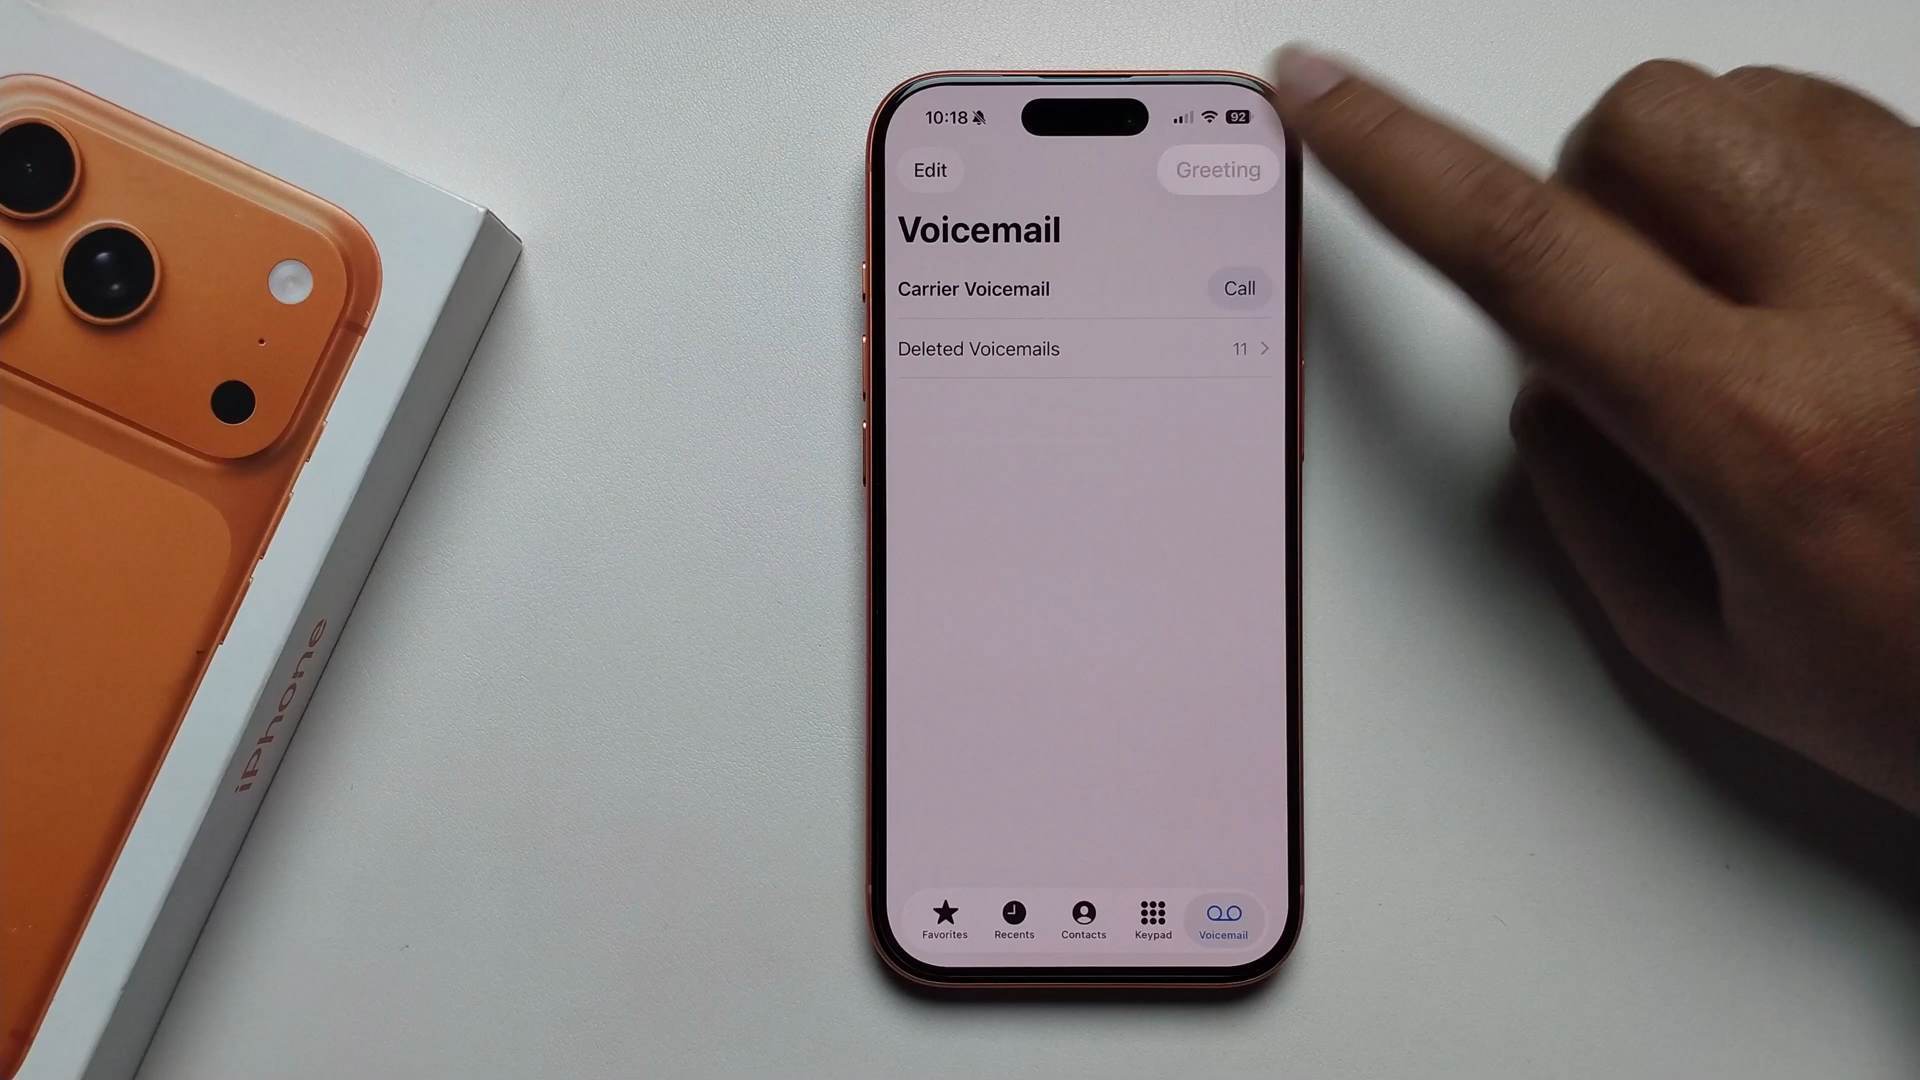 iPhone
10:18
92
Edit
Greeting
Voicemail
Carrier Voicemail
Call
Deleted Voicemails
11
Favorites
Recents
Contacts
Keypad
Voicemail